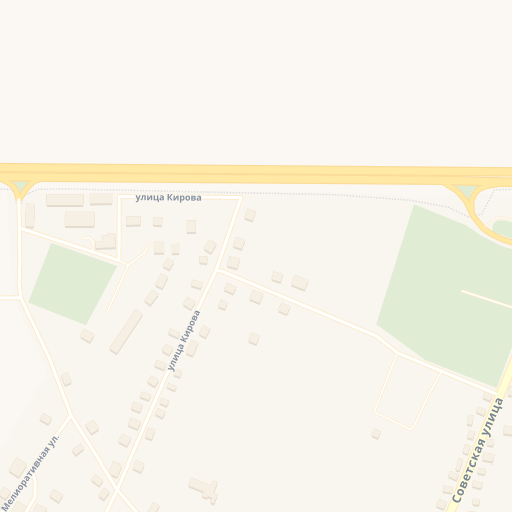 улица Кирова
улица Кирова
Советская улица
Мелиоративная ул.